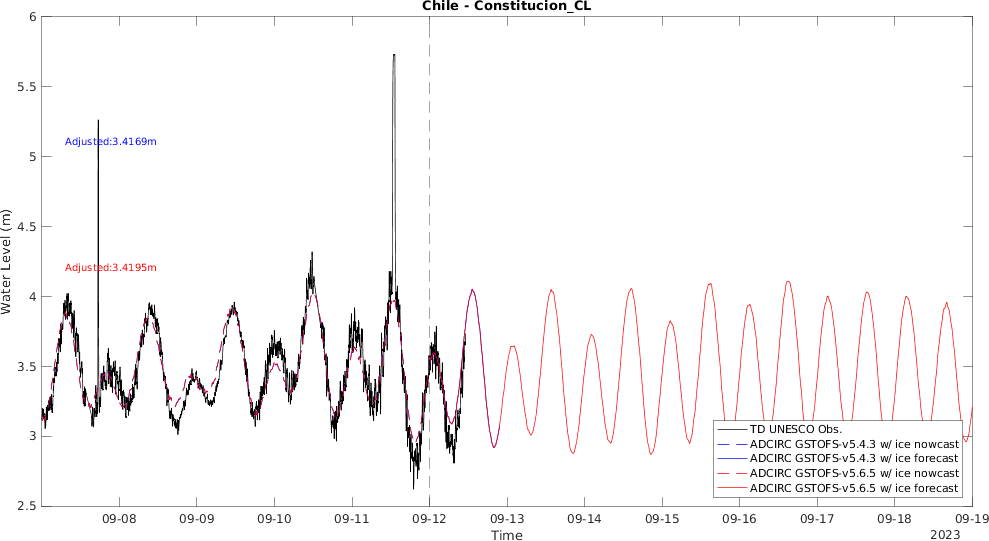 Chile - Constitucion_CL
6
5.5
5
4.5
4
3.5
3
2.5
Water Level (m)
Adjusted:3.4169m
Adjusted:3.4195m
TD UNESCO Obs.
ADCIRC GSTOFS-v5.4.3 w/ ice nowcast
ADCIRC GSTOFS-v5.4.3 w/ ice forecast
ADCIRC GSTOFS-v5.6.5 w/ ice nowcast
ADCIRC GSTOFS-v5.6.5 w/ ice forecast
09-08 09-09 09-10 09-11 09-12 09-13 09-14 09-15 09-16 09-17 09-18 09-19
Time
2023